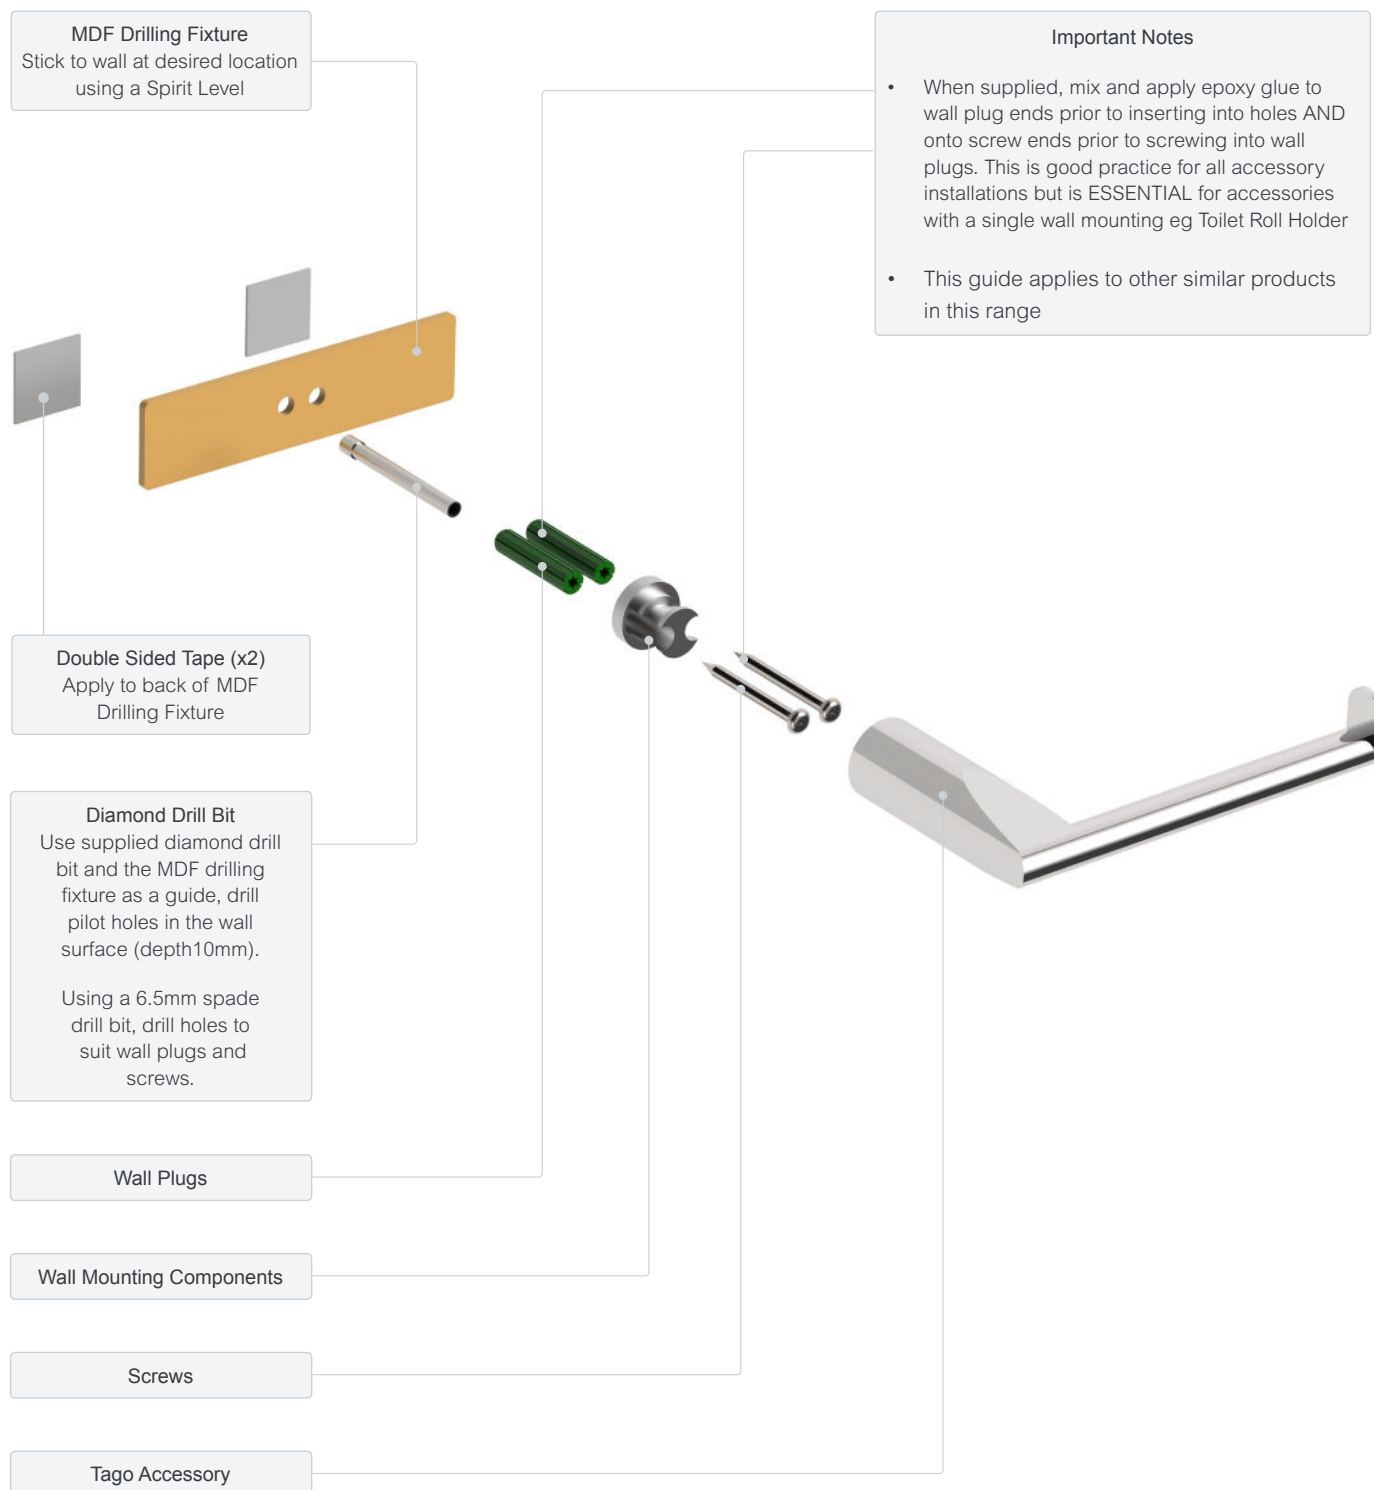 MDF Drilling Fixture
Stick to wall at desired location
using a Spirit Level
Important Notes
• When supplied, mix and apply epoxy glue to
wall plug ends prior to inserting into holes AND
onto screw ends prior to screwing into wall
plugs. This is good practice for all accessory
installations but is ESSENTIAL for accessories
with a single wall mounting eg Toilet Roll Holder
• This guide applies to other similar products
in this range
Double Sided Tape (x2)
Apply to back of MDF
Drilling Fixture
Diamond Drill Bit
Use supplied diamond drill
bit and the MDF drilling
fixture as a guide, drill
pilot holes in the wall
surface (depth10mm).
Using a 6.5mm spade
drill bit, drill holes to
suit wall plugs and
screws.
Wall Plugs
Wall Mounting Components
Screws
Tago Accessory